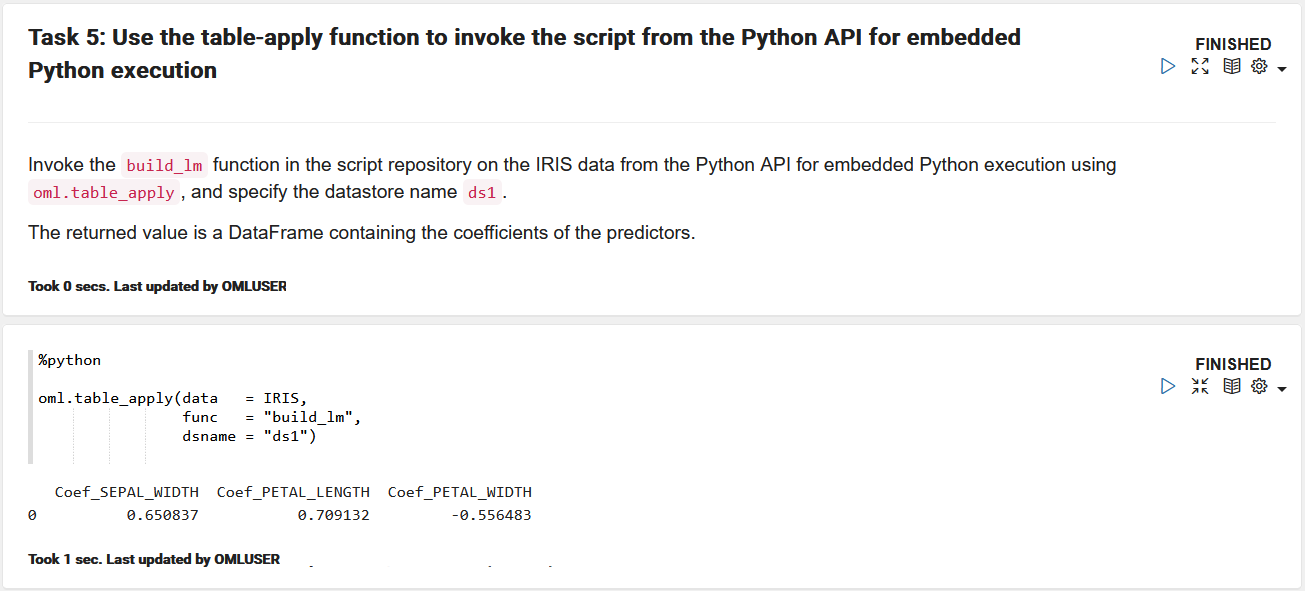 Task 5: Use the table-apply function to invoke the script from the Python API for embedded
Python execution
FINISHED
Invoke the build_lm function in the script repository on the IRIS data from the Python API for embedded Python execution using
oml.table_apply , and specify the datastore name ds1 .
The returned value is a DataFrame containing the coefficients of the predictors.
Took 0 secs. Last updated by OMLUSER
%python
FINISHED
oml.table_apply(data   = IRIS,
                func   = "build_lm",
                dsname = "ds1")
   Coef_SEPAL_WIDTH  Coef_PETAL_LENGTH  Coef_PETAL_WIDTH
0          0.650837           0.709132         -0.556483
Took 1 sec. Last updated by OMLUSER